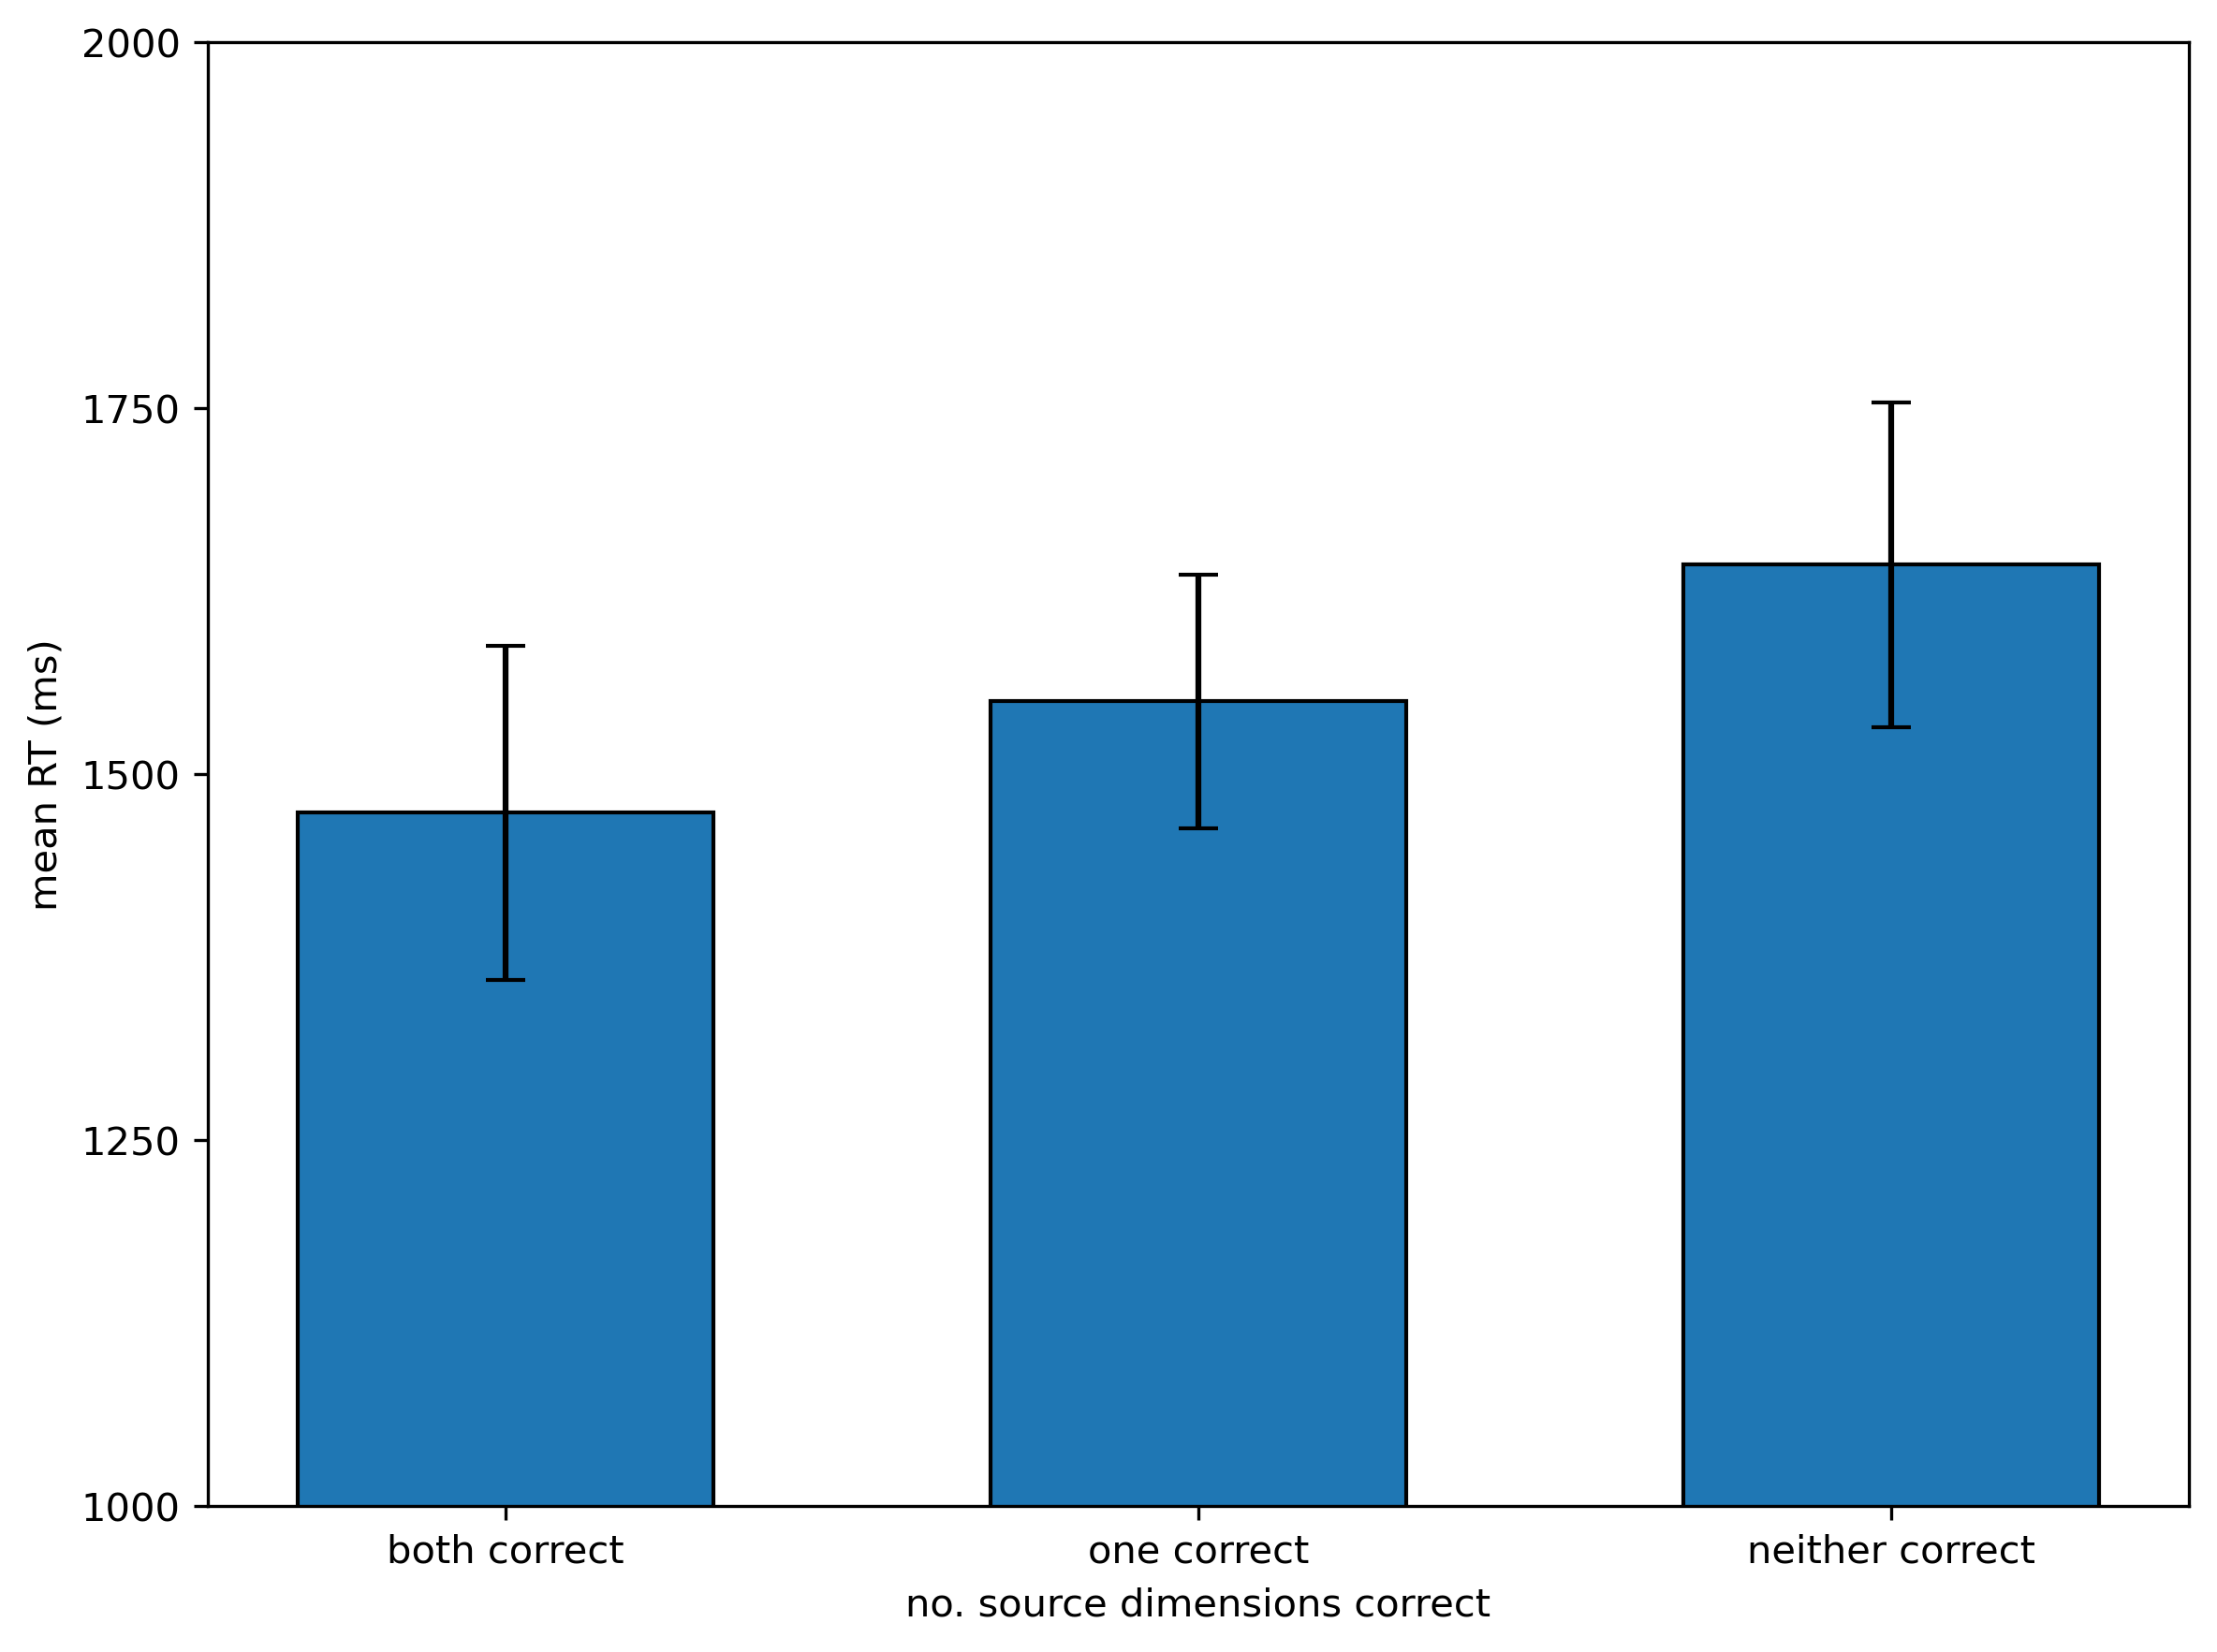 2000
1750
1500
1250
1000
mean RT (ms)
both correct
one correct
neither correct
no. source dimensions correct